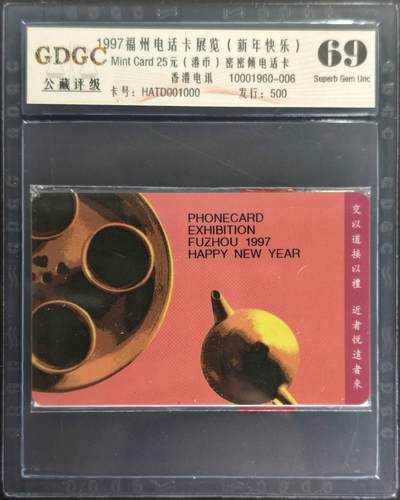 1997福州电话卡展览（新年快乐）
GDGC
Mint Card 25元（港币）密密倾电话卡
69
公藏评级
香港电讯 10001960-006
Superb Gem Unc
卡号：HATD001000 发行：500
PHONECARD
EXHIBITION
FUZHOU 1997
HAPPY NEW YEAR
交以道接以禮 近者悅遠者來